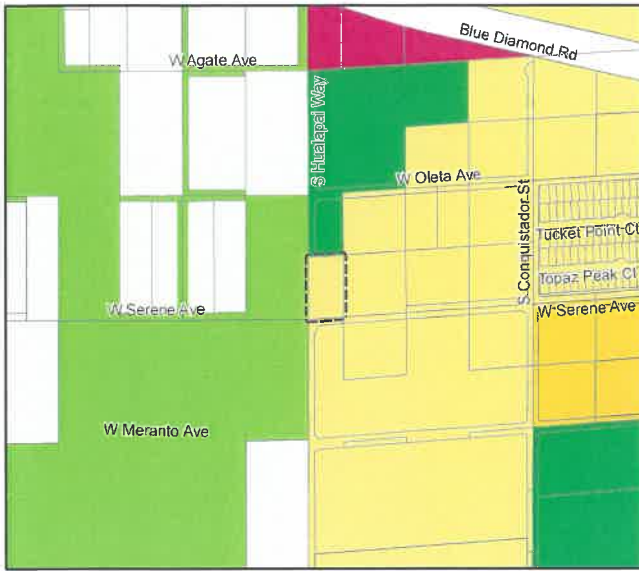 Blue Diamond Rd
W Agate Ave
S Hualapai Way
W Oleta Ave
S Conquistador St
Tucket Point Ct
Topaz Peak Ct
W Serene Ave
W Serene Ave
W Meranto Ave